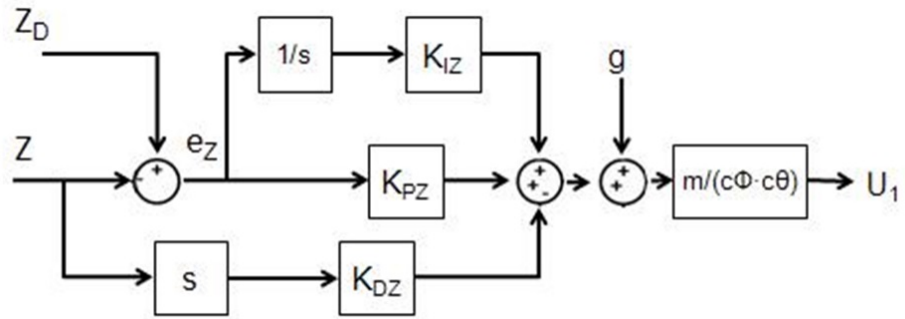 Z_D
1/s
K_IZ
g
Z
e_Z
+
-
K_PZ
+
+
-
+
+
m/(cΦ·cθ)
U_1
s
K_DZ